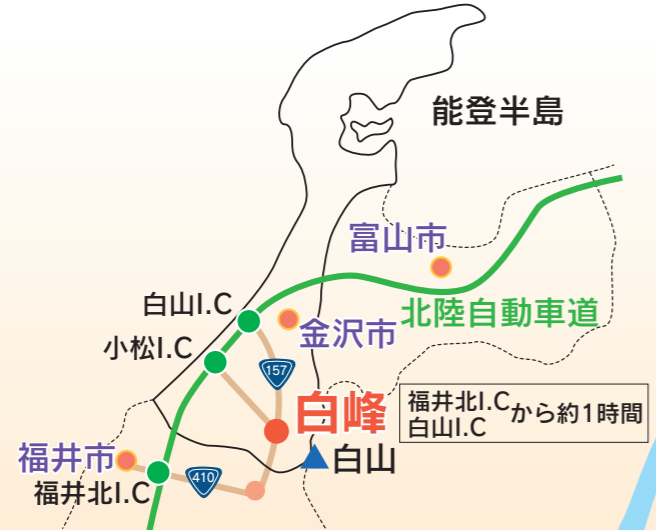 能登半島
富山市
北陸自動車道
白山I.C
金沢市
小松I.C
157
白峰
福井北I.C
白山I.C
から約1時間
白山
福井市
410
福井北I.C